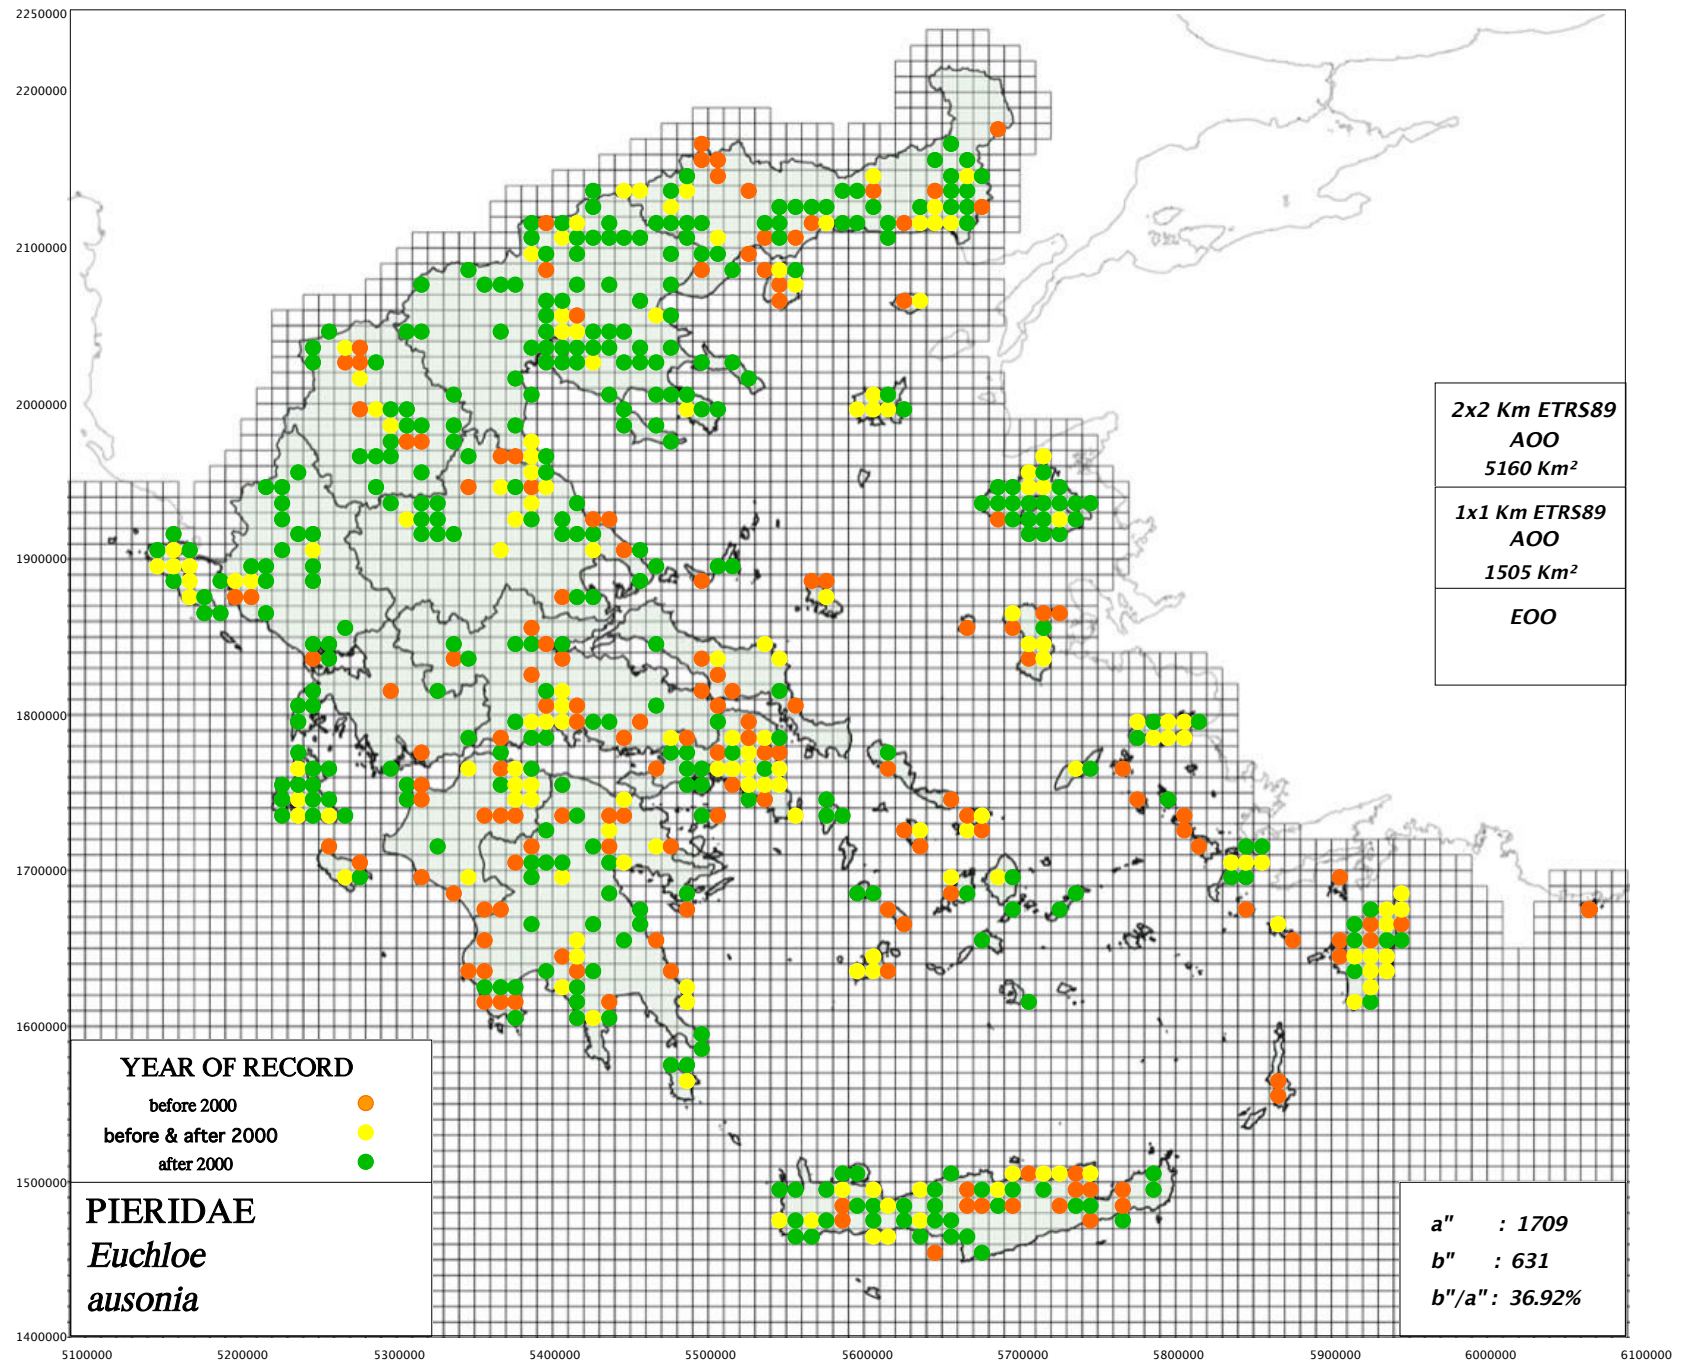 2250000
2200000
2100000
2000000
1900000
1800000
1700000
1600000
1500000
1400000
5100000 5200000 5300000 5400000 5500000 5600000 5700000 5800000 5900000 6000000 6100000
2x2 Km ETRS89
AOO
5160 Km²
1x1 Km ETRS89
AOO
1505 Km²
EOO
YEAR OF RECORD
before 2000
before & after 2000
after 2000
PIERIDAE
Euchloe
ausonia
a" : 1709
b" : 631
b"/a" : 36.92%